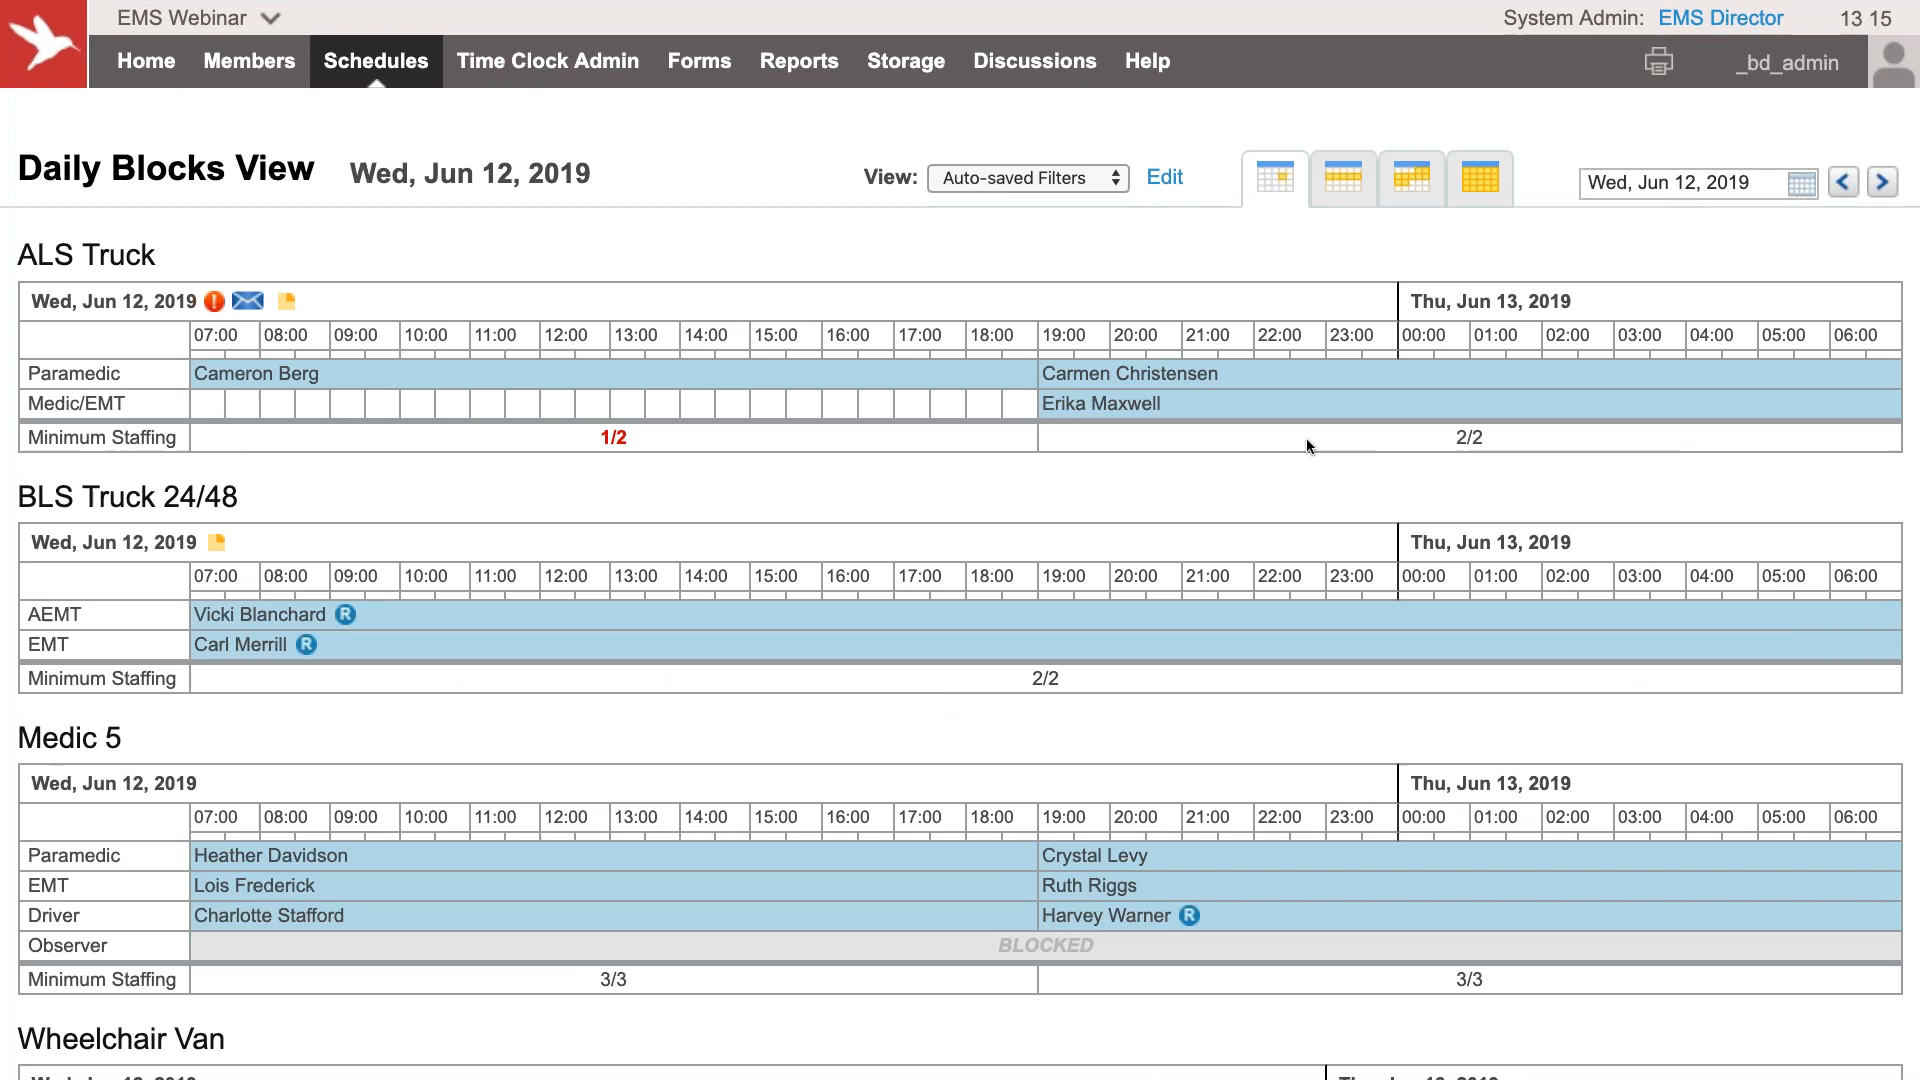 EMS Webinar
System Admin: EMS Director 13 15
Home Members Schedules Time Clock Admin Forms Reports Storage Discussions Help _bd_admin
Daily Blocks View Wed, Jun 12, 2019 View: Auto-saved Filters Edit Wed, Jun 12, 2019
ALS Truck
Wed, Jun 12, 2019 Thu, Jun 13, 2019
07:00 08:00 09:00 10:00 11:00 12:00 13:00 14:00 15:00 16:00 17:00 18:00 19:00 20:00 21:00 22:00 23:00 00:00 01:00 02:00 03:00 04:00 05:00 06:00
Paramedic Cameron Berg Carmen Christensen
Medic/EMT Erika Maxwell
Minimum Staffing 1/2 2/2
BLS Truck 24/48
Wed, Jun 12, 2019 Thu, Jun 13, 2019
07:00 08:00 09:00 10:00 11:00 12:00 13:00 14:00 15:00 16:00 17:00 18:00 19:00 20:00 21:00 22:00 23:00 00:00 01:00 02:00 03:00 04:00 05:00 06:00
AEMT Vicki Blanchard R
EMT Carl Merrill R
Minimum Staffing 2/2
Medic 5
Wed, Jun 12, 2019 Thu, Jun 13, 2019
07:00 08:00 09:00 10:00 11:00 12:00 13:00 14:00 15:00 16:00 17:00 18:00 19:00 20:00 21:00 22:00 23:00 00:00 01:00 02:00 03:00 04:00 05:00 06:00
Paramedic Heather Davidson Crystal Levy
EMT Lois Frederick Ruth Riggs
Driver Charlotte Stafford Harvey Warner R
Observer BLOCKED
Minimum Staffing 3/3 3/3
Wheelchair Van